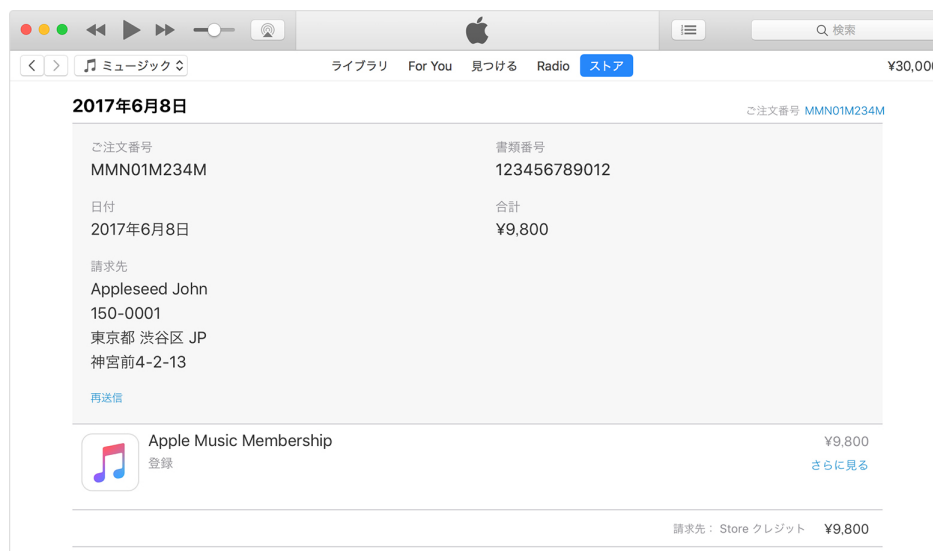 検索
ミュージック
ライブラリ For You 見つける Radio ストア
¥30,000
2017年6月8日
ご注文番号 MMN01M234M
ご注文番号
MMN01M234M
書類番号
123456789012
日付
2017年6月8日
合計
¥9,800
請求先
Appleseed John
150-0001
東京都 渋谷区 JP
神宮前4-2-13
再送信
Apple Music Membership
登録
¥9,800
さらに見る
請求先： Store クレジット ¥9,800